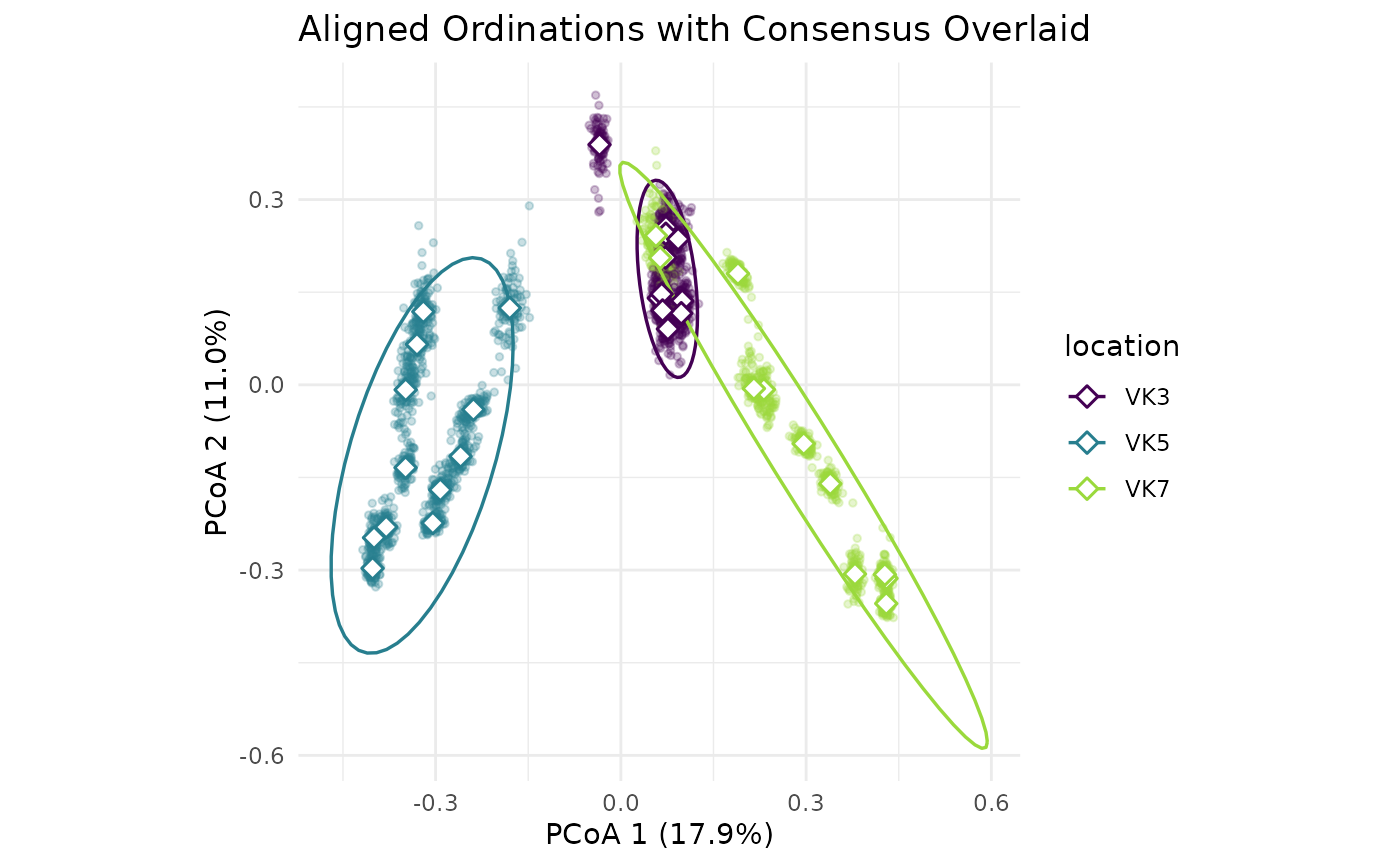 Aligned Ordinations with Consensus Overlaid
0.3
0.0
-0.3
-0.6
PCoA 2 (11.0%)
-0.3
0.0
0.3
0.6
PCoA 1 (17.9%)
location
VK3
VK5
VK7